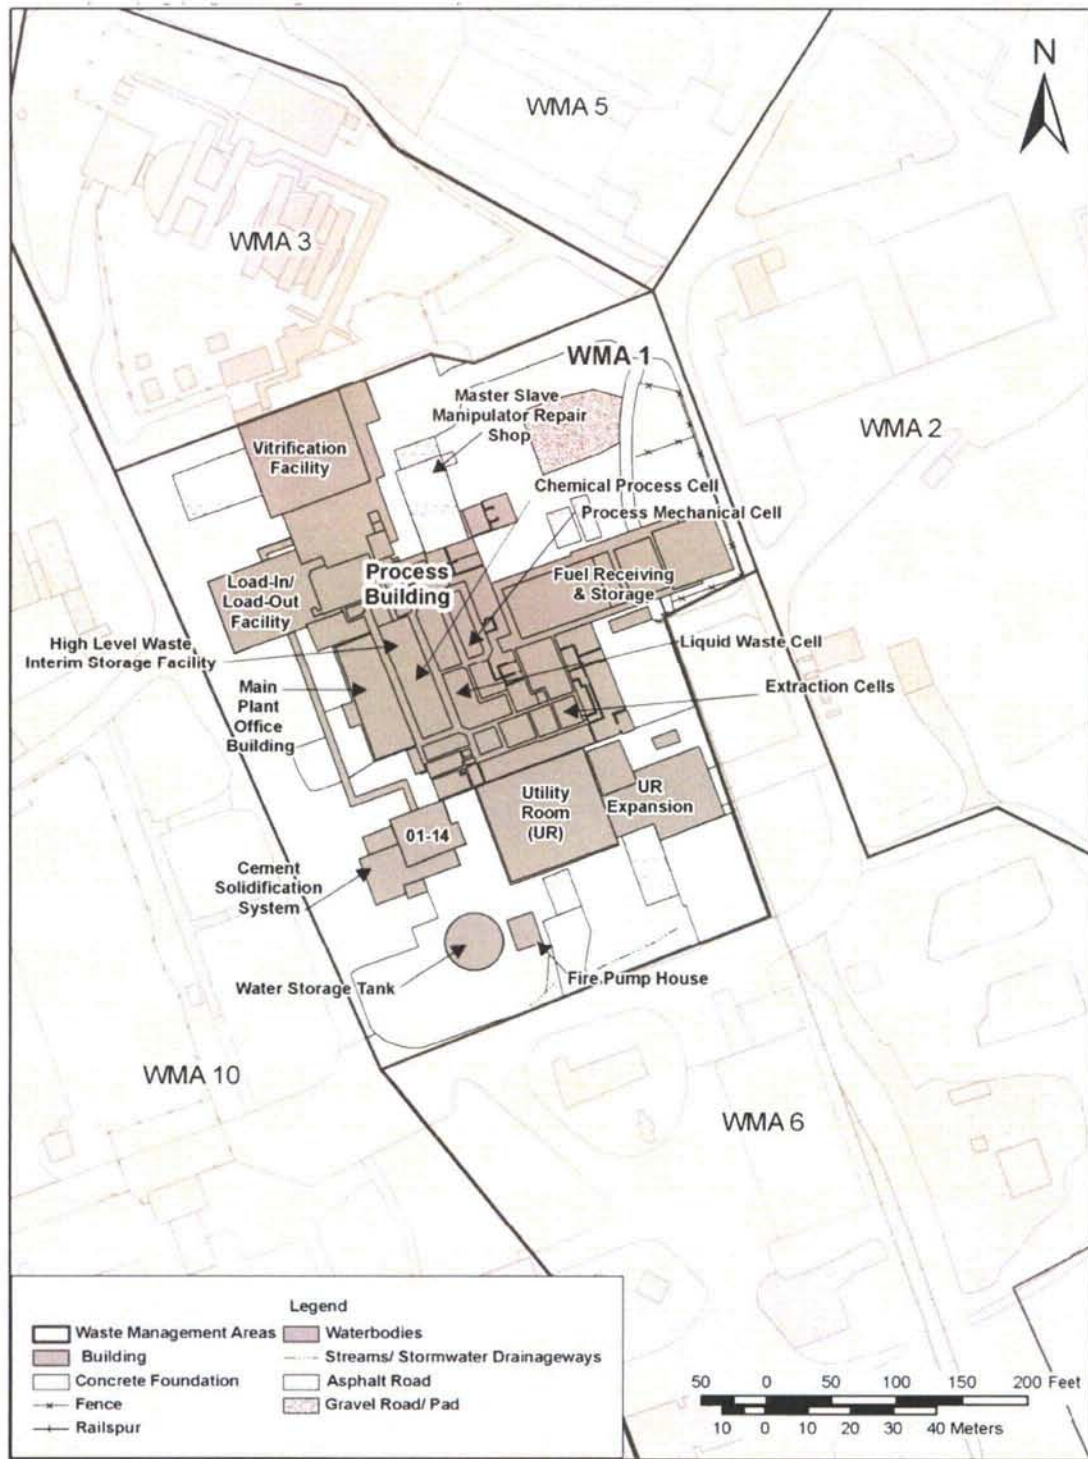 WMA 5
N
WMA 3
WMA 1
Master Slave
Manipulator Repair
Shop
WMA 2
Vitrification
Facility
Chemical Process Cell
Process Mechanical Cell
Process
Building
Fuel Receiving
& Storage
Load-In/
Load-Out
Facility
High Level Waste
Interim Storage Facility
Liquid Waste Cell
Main
Plant
Office
Building
Extraction Cells
Utility
Room
(UR)
UR
Expansion
01-14
Cement
Solidification
System
Water Storage Tank
Fire Pump House
WMA 10
WMA 6
Legend
Waste Management Areas
Building
Concrete Foundation
Fence
Railspur
Waterbodies
Streams/ Stormwater Drainageways
Asphalt Road
Gravel Road/ Pad
50 0 50 100 150 200 Feet
10 0 10 20 30 40 Meters